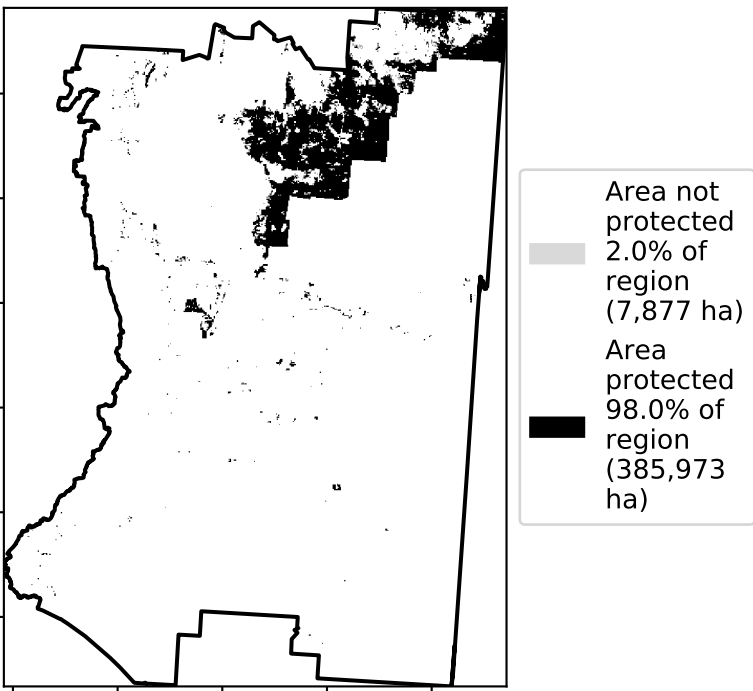 Area not
protected
2.0% of
region
(7,877 ha)
Area
protected
98.0% of
region
(385,973
ha)